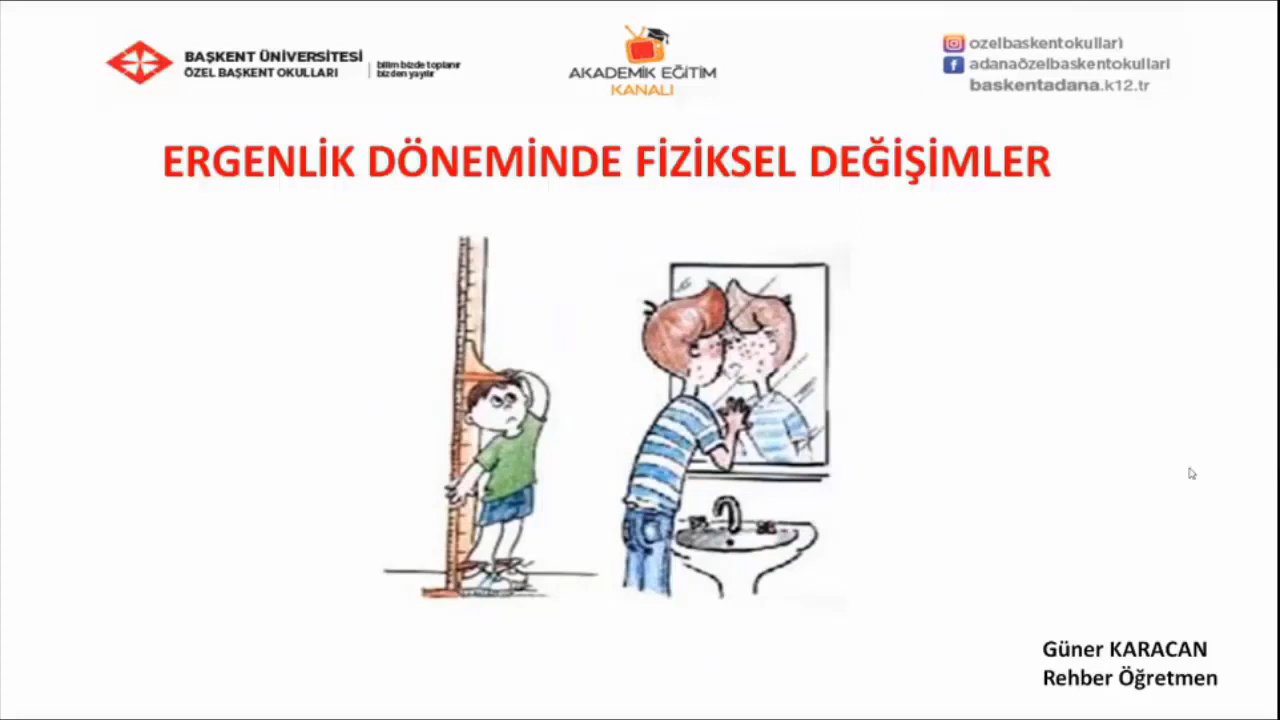 BAŞKENT ÜNİVERSİTESİ
ÖZEL BAŞKENT OKULLARI
bilim bizde toplanır
bizden yayılır
AKADEMİK EĞİTİM
KANALI
ozelbaskentokullari
adanaözelbaskentokullari
baskentadana.k12.tr
ERGENLİK DÖNEMİNDE FİZİKSEL DEĞİŞİMLER
Güner KARACAN
Rehber Öğretmen